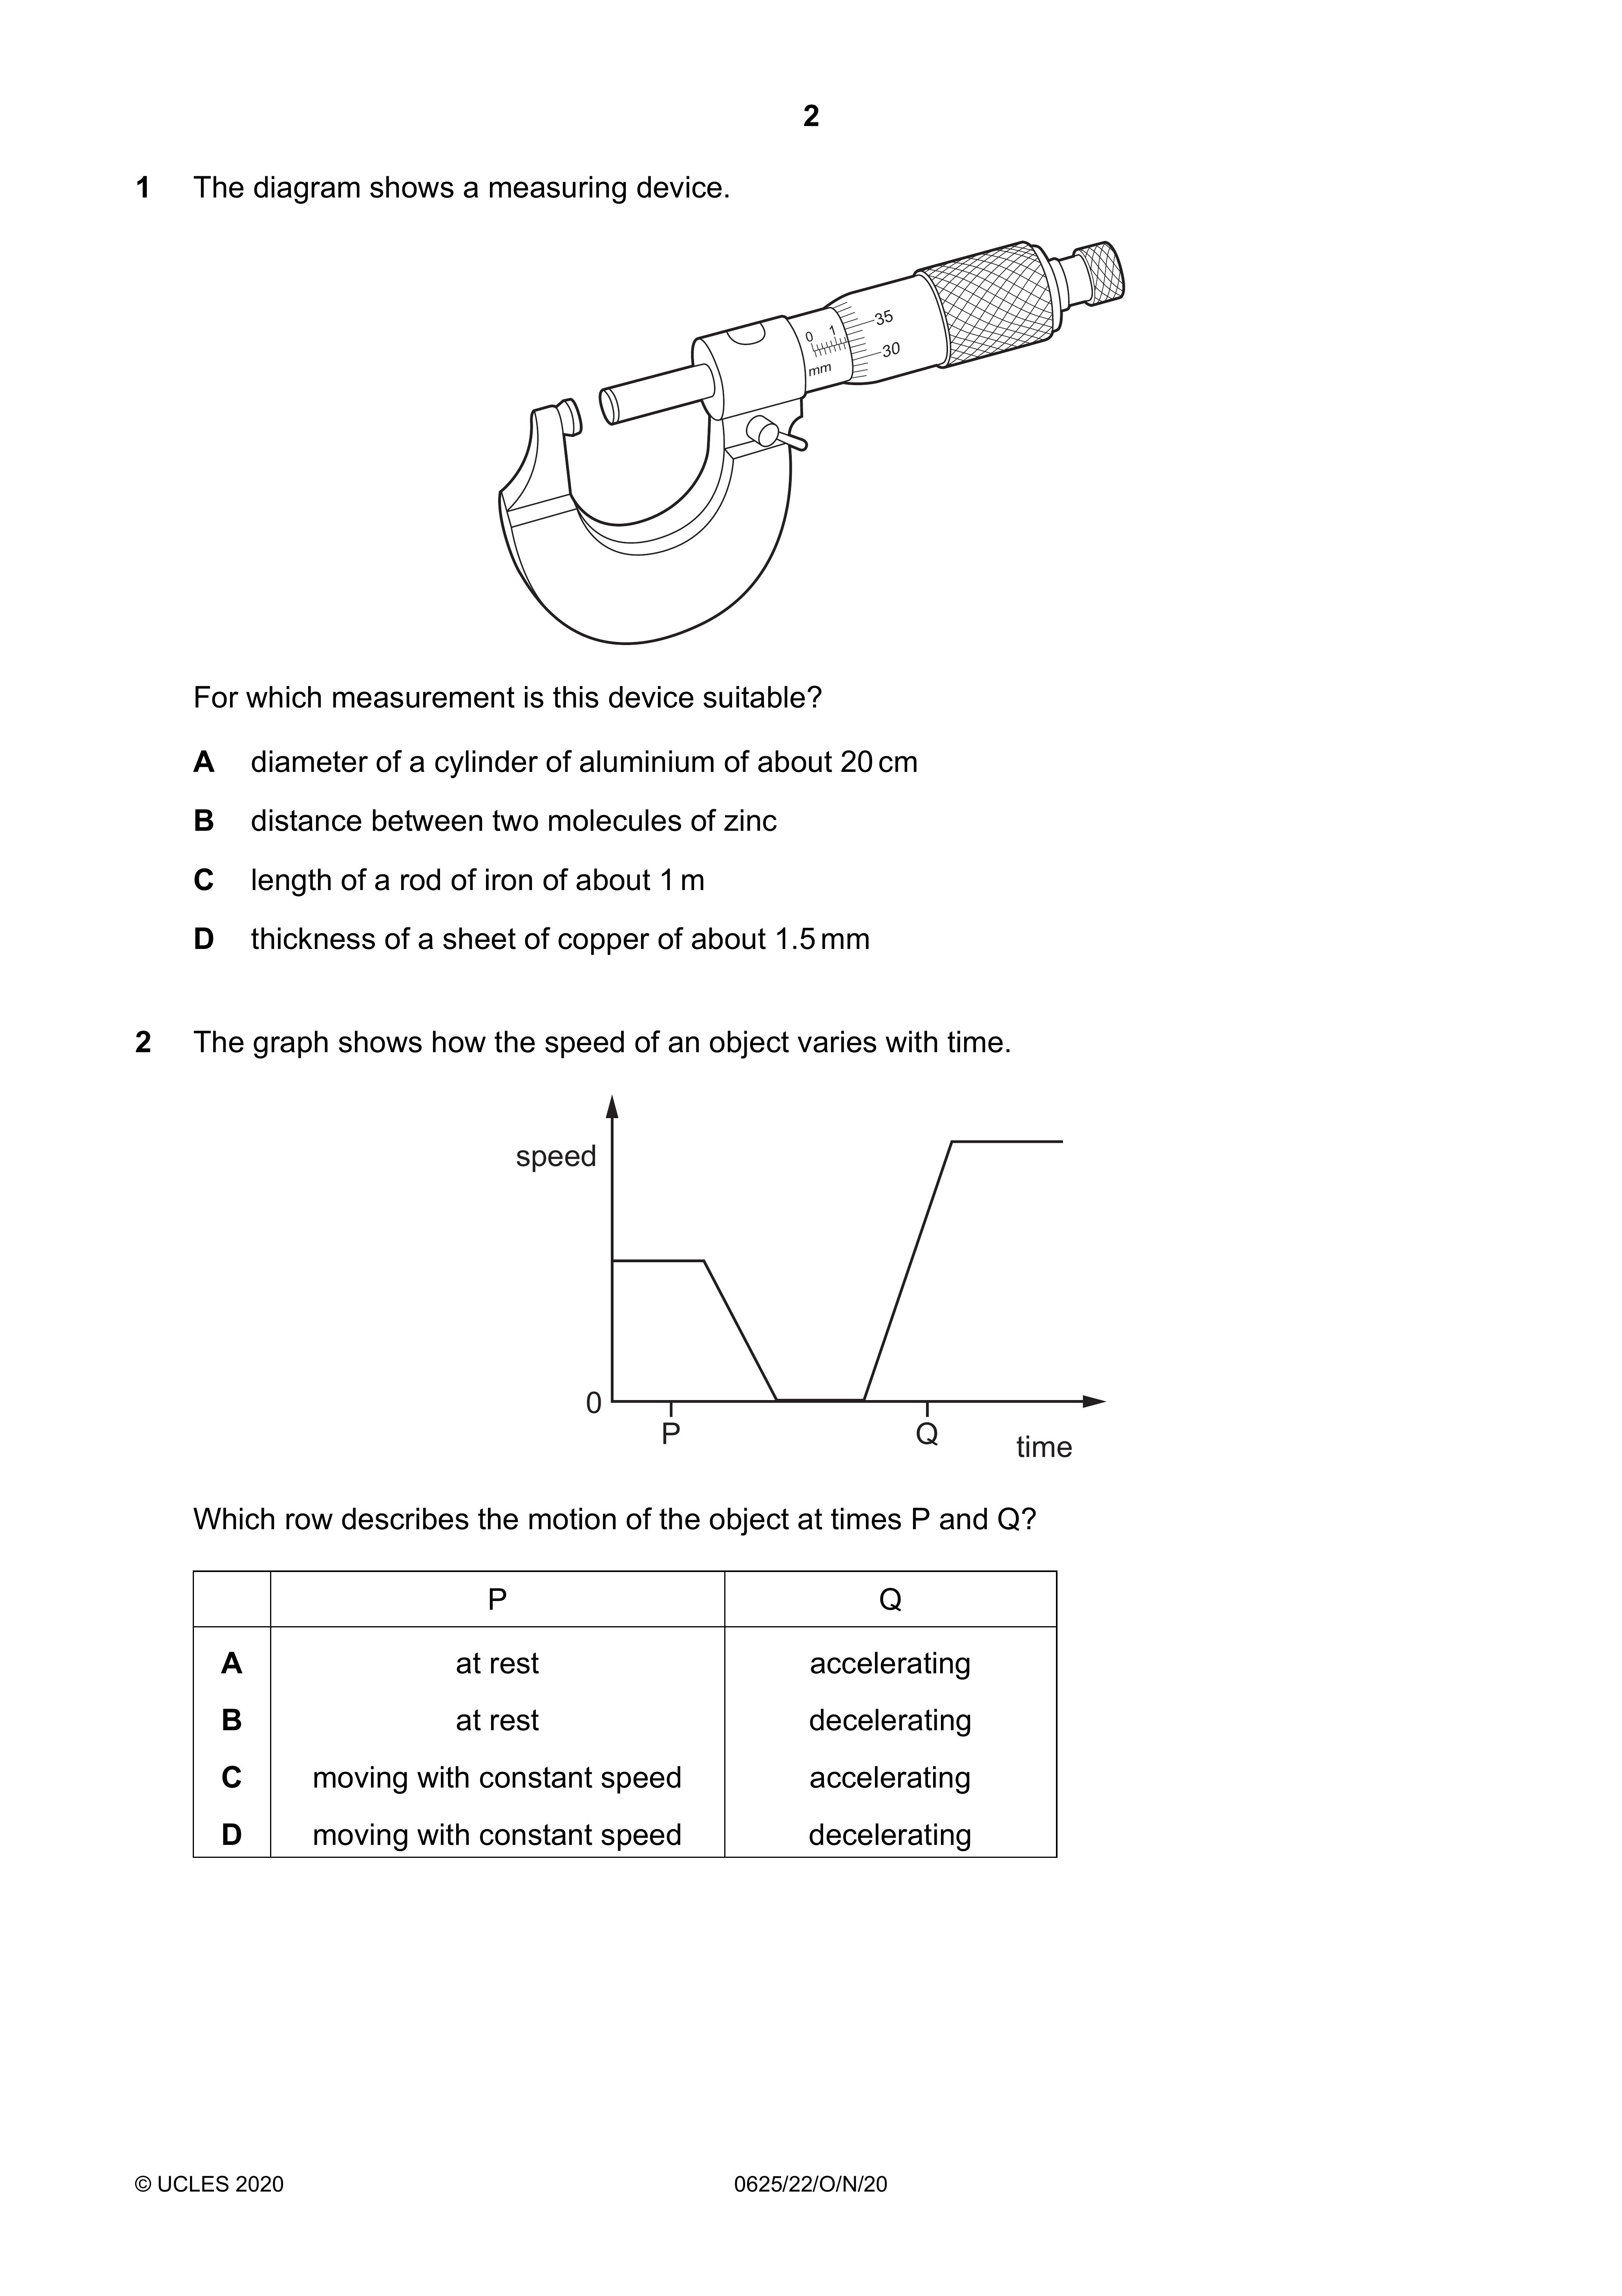 2
1 The diagram shows a measuring device.
0 1
mm
35
30
For which measurement is this device suitable?
A diameter of a cylinder of aluminium of about 20 cm
B distance between two molecules of zinc
C length of a rod of iron of about 1 m
D thickness of a sheet of copper of about 1.5 mm
2 The graph shows how the speed of an object varies with time.
speed
0
P Q
time
Which row describes the motion of the object at times P and Q?
P Q
A at rest accelerating
B at rest decelerating
C moving with constant speed accelerating
D moving with constant speed decelerating
© UCLES 2020 0625/22/O/N/20